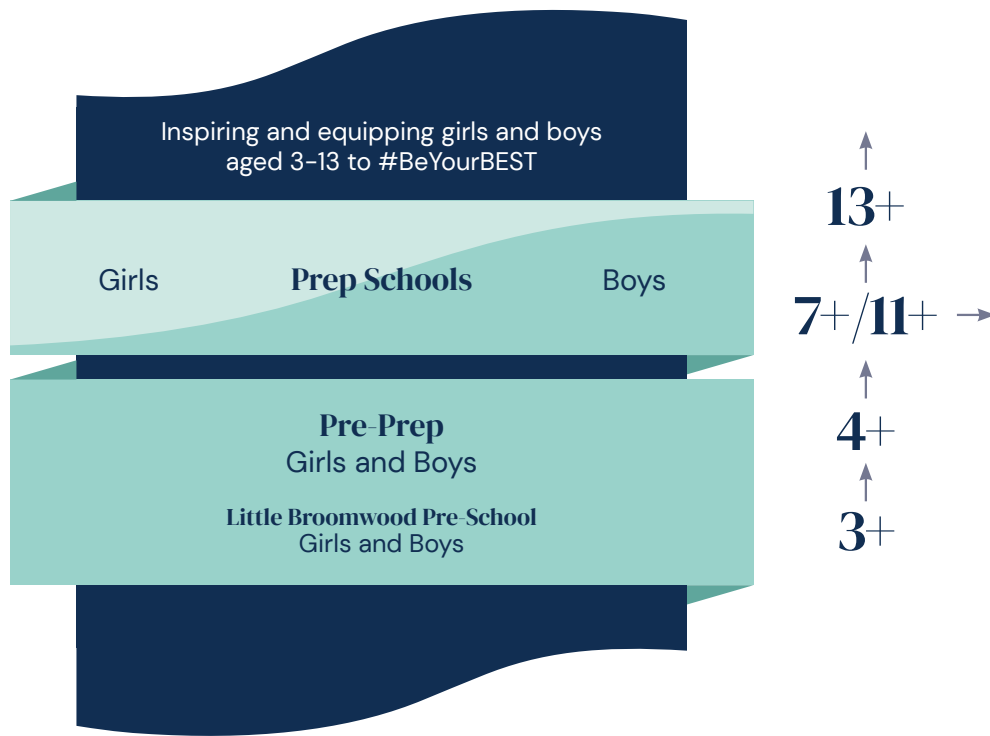 Inspiring and equipping girls and boys
aged 3-13 to #BeYourBEST
Girls Prep Schools Boys
Pre-Prep
Girls and Boys
Little Broomwood Pre-School
Girls and Boys
13+
7+/11+
4+
3+